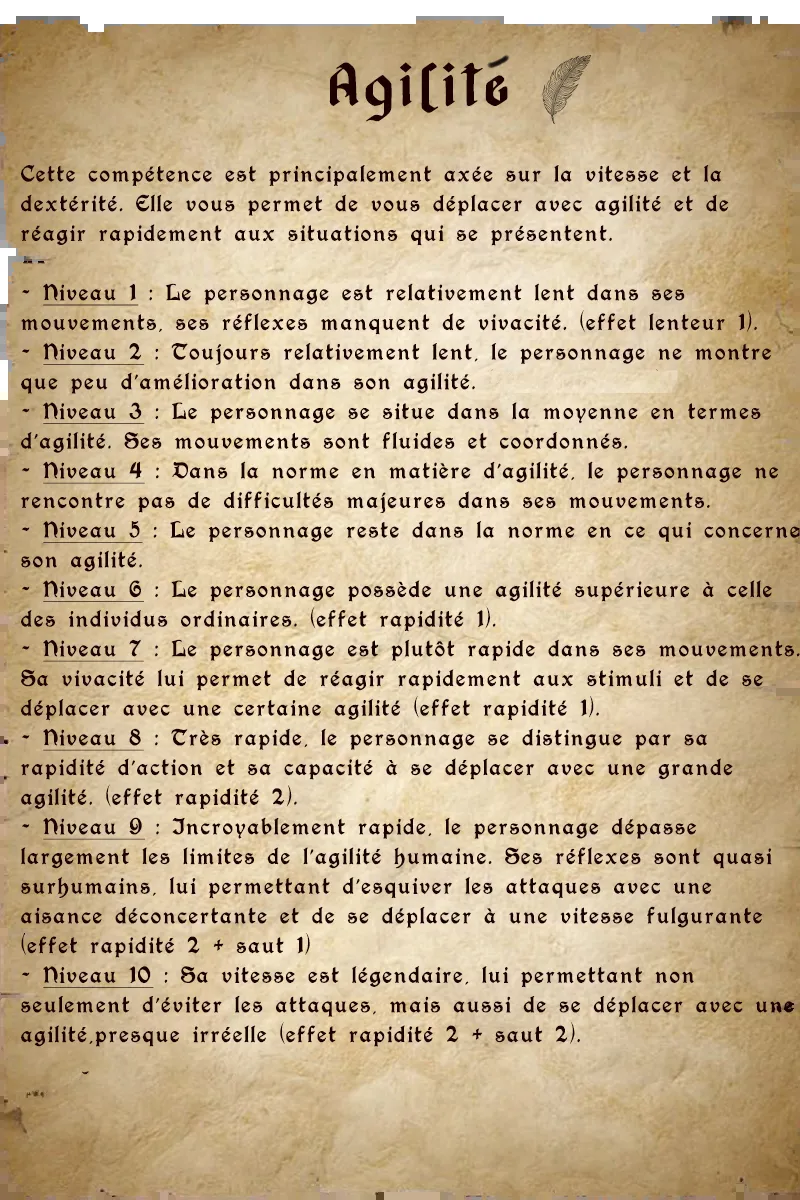 Agilité
Cette compétence est principalement axée sur la vitesse et la
dextérité. Elle vous permet de vous déplacer avec agilité et de
réagir rapidement aux situations qui se présentent.
- Niveau 1 : Le personnage est relativement lent dans ses
mouvements, ses réflexes manquent de vivacité. (effet lenteur 1).
- Niveau 2 : Toujours relativement lent, le personnage ne montre
que peu d'amélioration dans son agilité.
- Niveau 3 : Le personnage se situe dans la moyenne en termes
d'agilité. Ses mouvements sont fluides et coordonnés.
- Niveau 4 : Dans la norme en matière d'agilité, le personnage ne
rencontre pas de difficultés majeures dans ses mouvements.
- Niveau 5 : Le personnage reste dans la norme en ce qui concerne
son agilité.
- Niveau 6 : Le personnage possède une agilité supérieure à celle
des individus ordinaires. (effet rapidité 1).
- Niveau 7 : Le personnage est plutôt rapide dans ses mouvements.
Sa vivacité lui permet de réagir rapidement aux stimuli et de se
déplacer avec une certaine agilité (effet rapidité 1).
- Niveau 8 : Très rapide, le personnage se distingue par sa
rapidité d'action et sa capacité à se déplacer avec une grande
agilité. (effet rapidité 2).
- Niveau 9 : Incroyablement rapide, le personnage dépasse
largement les limites de l'agilité humaine. Ses réflexes sont quasi
surhumains, lui permettant d'esquiver les attaques avec une
aisance déconcertante et de se déplacer à une vitesse fulgurante
(effet rapidité 2 + saut 1)
- Niveau 10 : Sa vitesse est légendaire, lui permettant non
seulement d'éviter les attaques, mais aussi de se déplacer avec une
agilité,presque irréelle (effet rapidité 2 + saut 2).